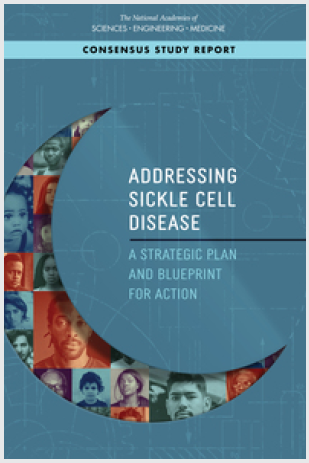 The National Academies of
SCIENCES • ENGINEERING • MEDICINE
CONSENSUS STUDY REPORT
ADDRESSING
SICKLE CELL
DISEASE
A STRATEGIC PLAN
AND BLUEPRINT
FOR ACTION